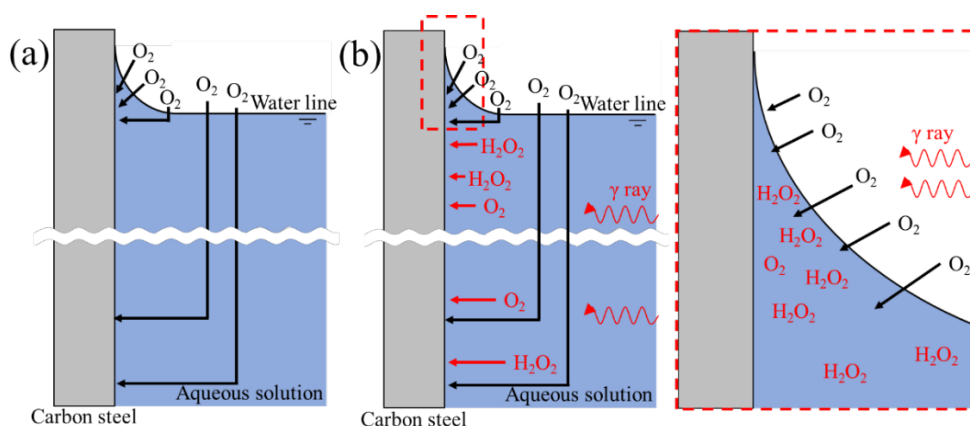 (a)
O₂
O₂
O₂
O₂
O₂
Water line
Aqueous solution
Carbon steel
(b)
O₂
O₂
O₂
O₂
O₂
Water line
H₂O₂
H₂O₂
O₂
γ ray
O₂
H₂O₂
Aqueous solution
Carbon steel
O₂
O₂
γ ray
O₂
H₂O₂
O₂
H₂O₂
O₂
O₂
H₂O₂
H₂O₂
H₂O₂
H₂O₂